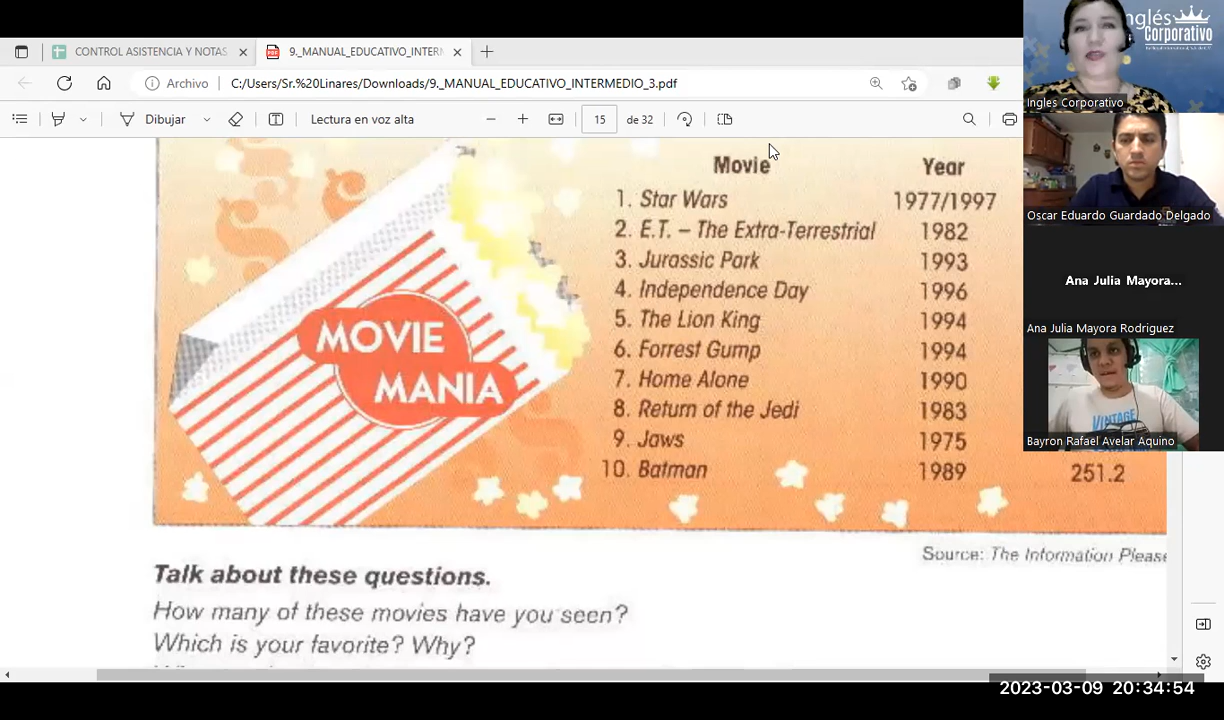 CONTROL ASISTENCIA Y NOTAS
9._MANUAL_EDUCATIVO_INTERM
Archivo
C:/Users/Sr.%20Linares/Downloads/9._MANUAL_EDUCATIVO_INTERMEDIO_3.pdf
Dibujar
Lectura en voz alta
15
de 32
Movie Year
1. Star Wars 1977/1997
2. E.T. – The Extra-Terrestrial 1982
3. Jurassic Park 1993
4. Independence Day 1996
5. The Lion King 1994
6. Forrest Gump 1994
7. Home Alone 1990
8. Return of the Jedi 1983
9. Jaws 1975
10. Batman 1989 251.2
MOVIE
MANIA
Source: The Information Please
Talk about these questions.
How many of these movies have you seen?
Which is your favorite? Why?
Inglés
Corporativo
Ingles Corporativo
Oscar Eduardo Guardado Delgado
Ana Julia Mayora...
Ana Julia Mayora Rodriguez
VINTAGE
Bayron Rafael Avelar Aquino
2023-03-09 20:34:54